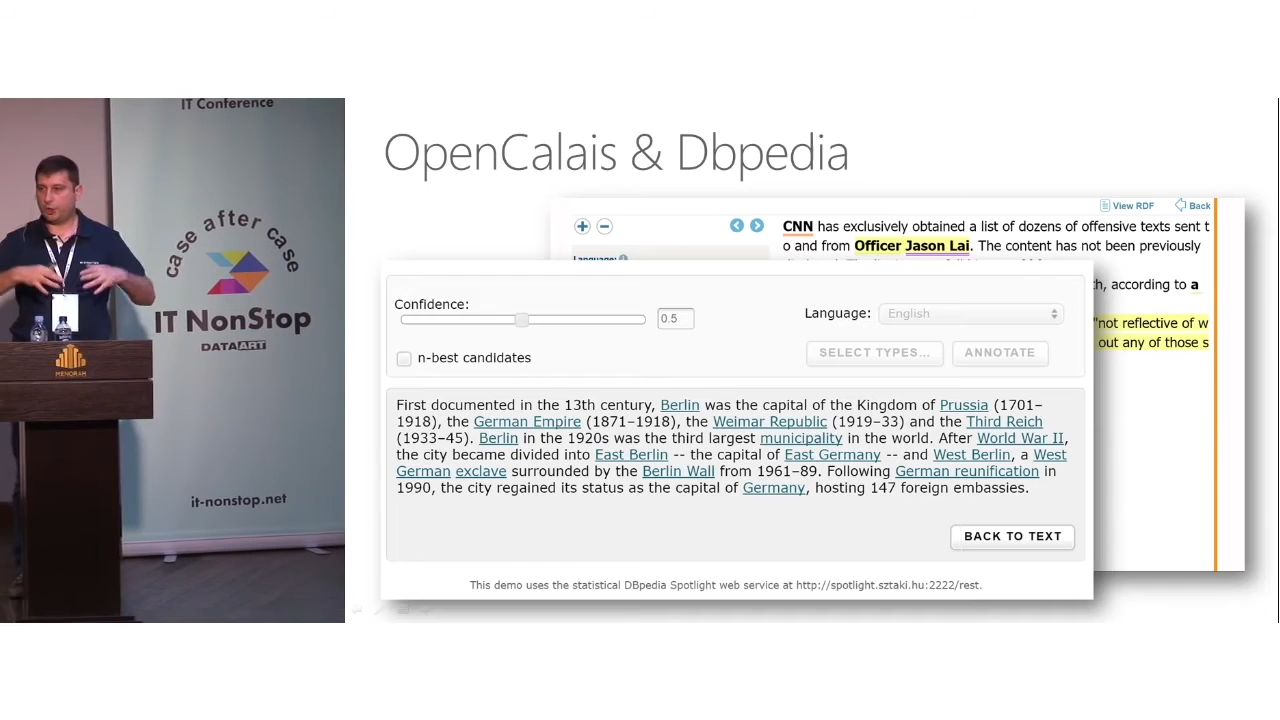 IT Conference
case after case
IT NonStop
DATAART
it-nonstop.net
MENORAH
OpenCalais & Dbpedia
View RDF
Back
CNN has exclusively obtained a list of dozens of offensive texts sent t
o and from Officer Jason Lai. The content has not been previously
Language:
th, according to a
"not reflective of w
out any of those s
Confidence:
0.5
Language: English
n-best candidates
SELECT TYPES...
ANNOTATE
First documented in the 13th century, Berlin was the capital of the Kingdom of Prussia (1701–
1918), the German Empire (1871–1918), the Weimar Republic (1919–33) and the Third Reich
(1933–45). Berlin in the 1920s was the third largest municipality in the world. After World War II,
the city became divided into East Berlin -- the capital of East Germany -- and West Berlin, a West
German exclave surrounded by the Berlin Wall from 1961–89. Following German reunification in
1990, the city regained its status as the capital of Germany, hosting 147 foreign embassies.
BACK TO TEXT
This demo uses the statistical DBpedia Spotlight web service at http://spotlight.sztaki.hu:2222/rest.